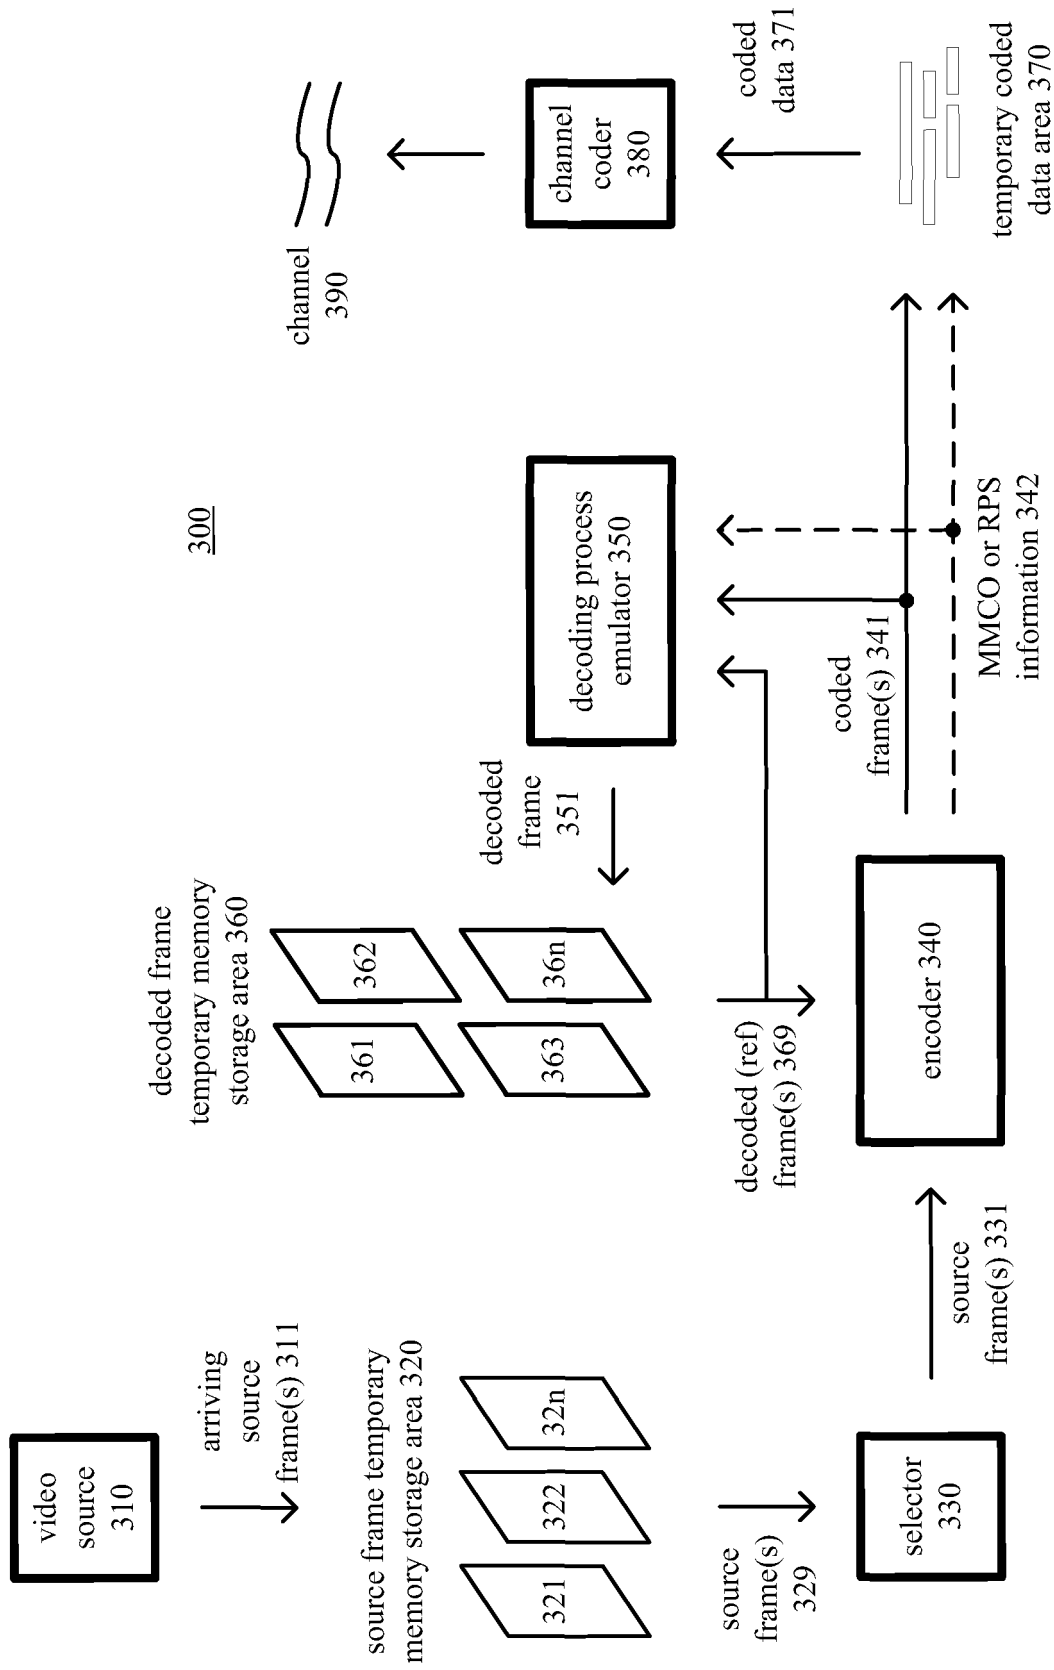 300
video
source
310
arriving
source
frame(s) 311
source frame temporary
memory storage area 320
321
322
32n
source
frame(s)
329
selector
330
source
frame(s) 331
decoded frame
temporary memory
storage area 360
361
362
363
36n
decoded (ref)
frame(s) 369
encoder 340
decoded
frame
351
decoding process
emulator 350
coded
frame(s) 341
MMCO or RPS
information 342
channel
390
channel
coder
380
coded
data 371
temporary coded
data area 370